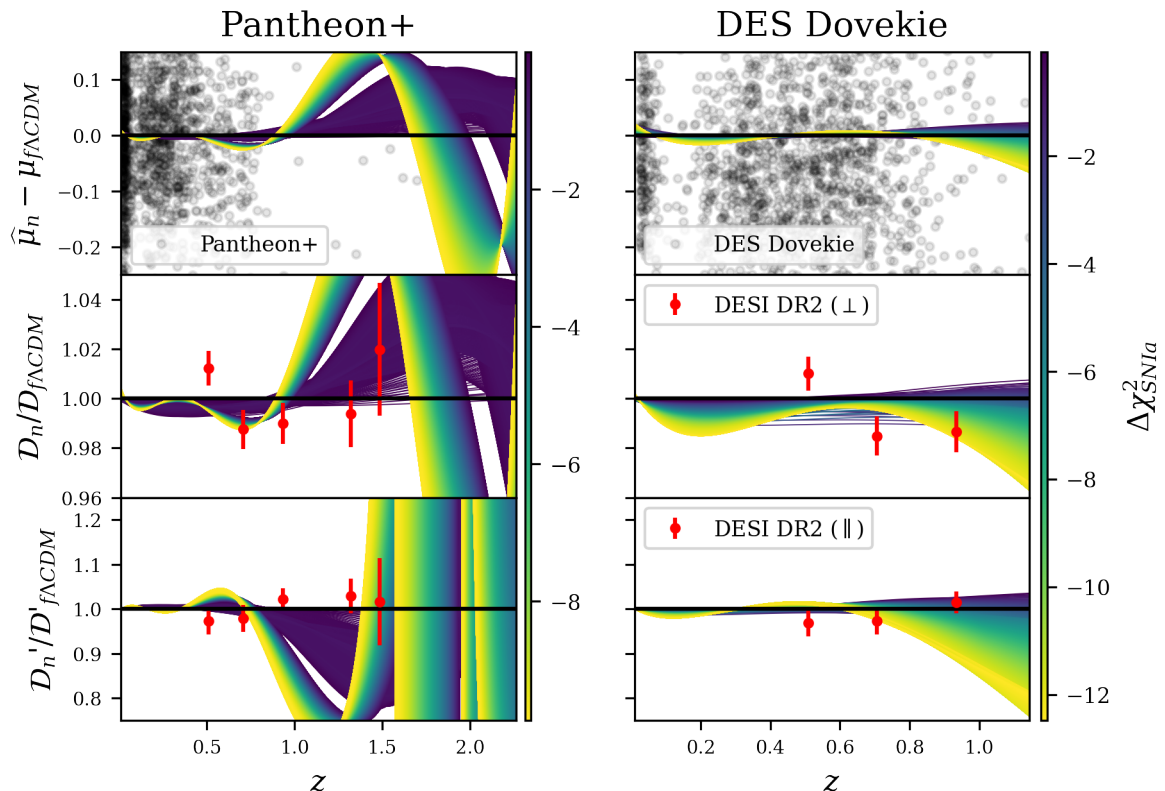 Pantheon+
DES Dovekie
0.1
0.0
−0.1
−0.2
μ̂ₙ − μ_fΛCDM
Pantheon+
DES Dovekie
1.04
1.02
1.00
0.98
0.96
𝒟ₙ/𝒟_fΛCDM
DESI DR2 (⊥)
1.2
1.1
1.0
0.9
0.8
𝒟ₙ'/𝒟'_fΛCDM
DESI DR2 (∥)
0.5 1.0 1.5 2.0
z
0.2 0.4 0.6 0.8 1.0
z
−2
−4
−6
−8
−2
−4
−6
−8
−10
−12
Δχ²_SNIa